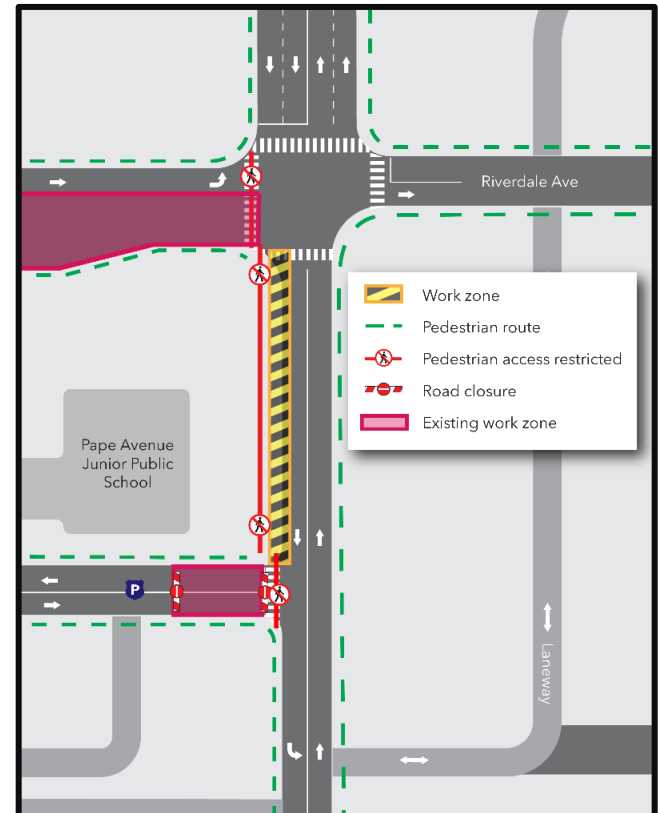 Riverdale Ave
Work zone
Pedestrian route
Pedestrian access restricted
Road closure
Existing work zone
Pape Avenue
Junior Public
School
P
Laneway